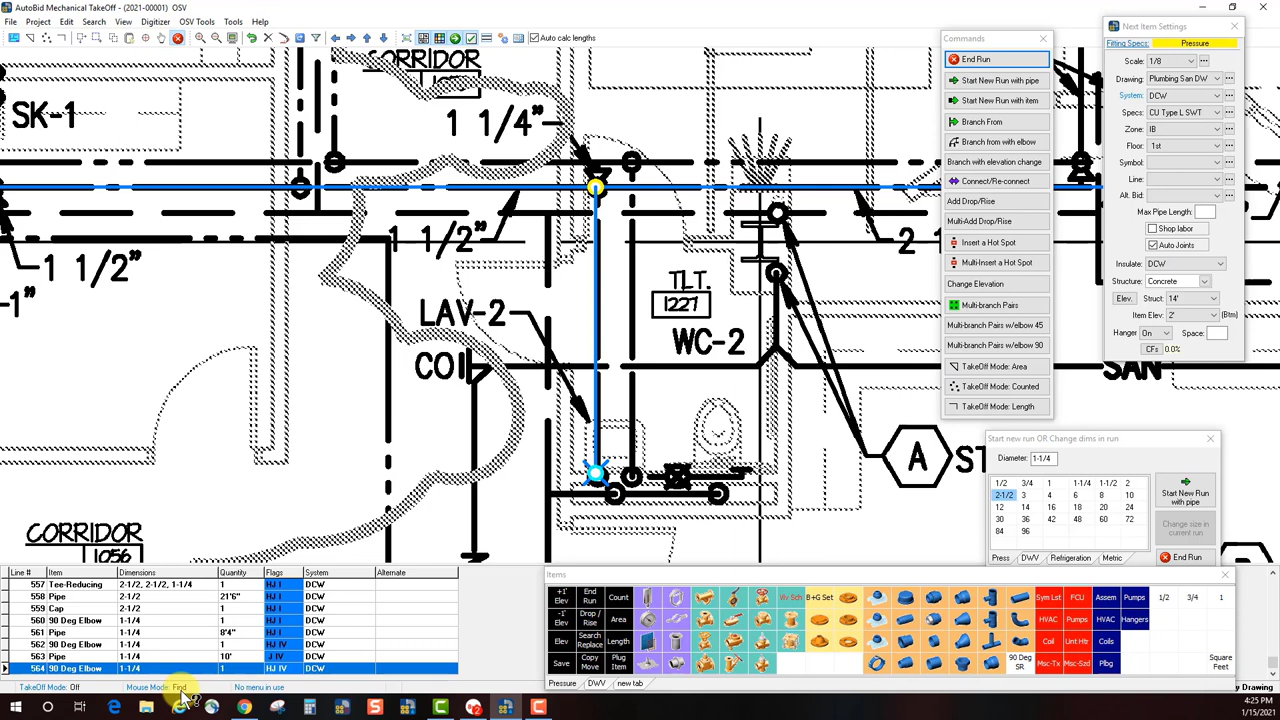 AutoBid Mechanical TakeOff - (2021-00001) OSV
File Project Edit Search View Digitizer OSV Tools Tools Help
Auto calc lengths
CORRIDOR
SK-1
1 1/4"
1 1/2"
1 1/2"
2 1
LAV-2
TLT.
1227
WC-2
CO
SAN
A
ST
CORRIDOR
1056
Commands
End Run
Start New Run with pipe
Start New Run with item
Branch From
Branch from with elbow
Branch with elevation change
Connect/Re-connect
Add Drop/Rise
Multi-Add Drop/Rise
Insert a Hot Spot
Multi-Insert a Hot Spot
Change Elevation
Multi-branch Pairs
Multi-branch Pairs w/elbow 45
Multi-branch Pairs w/elbow 90
TakeOff Mode: Area
TakeOff Mode: Counted
TakeOff Mode: Length
Next Item Settings
Fitting Specs: Pressure
Scale: 1/8
Drawing: Plumbing San DW
System: DCW
Specs: CU Type L SWT
Zone: IB
Floor: 1st
Symbol:
Line:
Alt. Bid:
Max Pipe Length:
Shop labor
Auto Joints
Insulate: DCW
Structure: Concrete
Elev. Struct: 14'
Item Elev: 2' (Btm)
Hanger On Space:
CFs 0.0%
Start new run OR Change dims in run
Diameter: 1-1/4
1/2 3/4 1 1-1/4 1-1/2 2
2-1/2 3 4 6 8 10
12 14 16 18 20 24
30 36 42 48 60 72
84 96
Start New Run with pipe
Change size in current run
End Run
Press DWV Refrigeration Metric
Line # Item Dimensions Quantity Flags System Alternate
557 Tee-Reducing 2-1/2, 2-1/2, 1-1/4 1 HJ I DCW
558 Pipe 2-1/2 21'6" HJ I DCW
559 Cap 2-1/2 1 HJ I DCW
560 90 Deg Elbow 2-1/2 1 HJ I DCW
561 Pipe 1-1/4 8'4" HJ I DCW
562 90 Deg Elbow 1-1/4 1 HJ IV DCW
563 Pipe 1-1/4 10' J IV DCW
564 90 Deg Elbow 1-1/4 1 HJ IV DCW
Items
+1' Elev End Run Count Vlv Sch B+G Set Sym Lst FCU Assem Pumps 1/2 3/4 1
-1' Elev Drop / Rise Area HVAC Pumps HVAC Hangers
Elev Search Replace Length Coil Unt Htr Coils
Save Copy Move Plug Item 90 Deg SR Msc-Tx Msc-Szd Plbg Square Feet
Pressure DWV new tab
TakeOff Mode: Off Mouse Mode: Find No menu in use
y Drawing
4:25 PM
1/15/2021